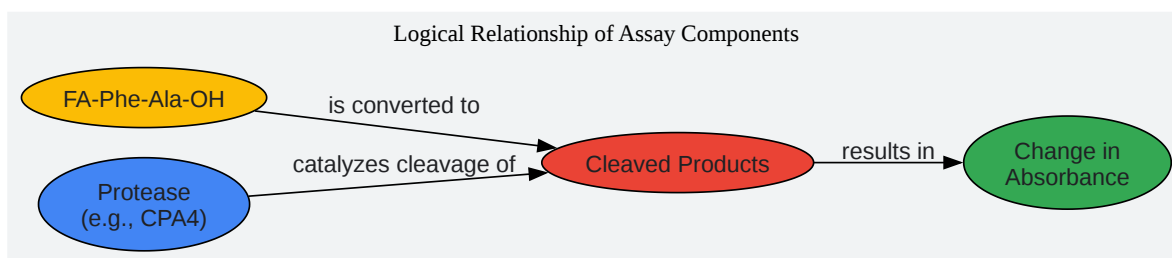 Logical Relationship of Assay Components
FA-Phe-Ala-OH
is converted to
catalyzes cleavage of
Protease
(e.g., CPA4)
Cleaved Products
results in
Change in
Absorbance